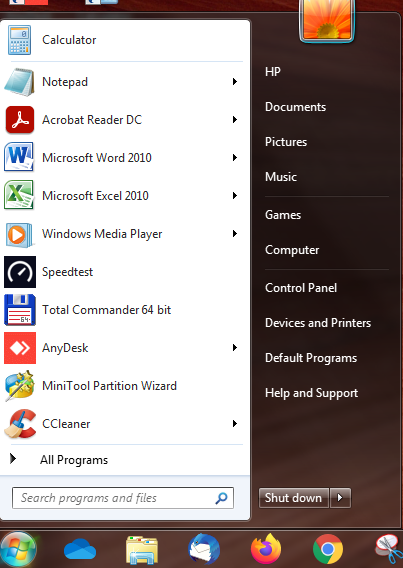 Calculator
Notepad
Acrobat Reader DC
Microsoft Word 2010
Microsoft Excel 2010
Windows Media Player
Speedtest
Total Commander 64 bit
AnyDesk
MiniTool Partition Wizard
CCleaner
All Programs
Search programs and files
HP
Documents
Pictures
Music
Games
Computer
Control Panel
Devices and Printers
Default Programs
Help and Support
Shut down